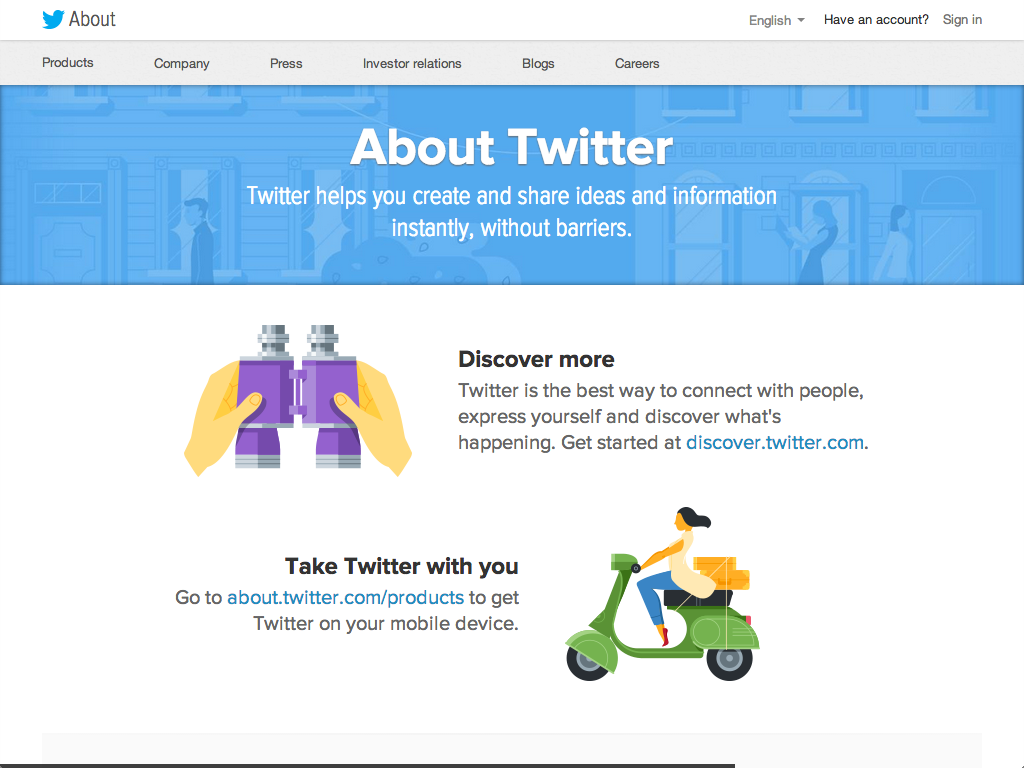 About
English
Have an account? Sign in
Products
Company
Press
Investor relations
Blogs
Careers
About Twitter
Twitter helps you create and share ideas and information
instantly, without barriers.
Discover more
Twitter is the best way to connect with people,
express yourself and discover what's
happening. Get started at discover.twitter.com.
Take Twitter with you
Go to about.twitter.com/products to get
Twitter on your mobile device.